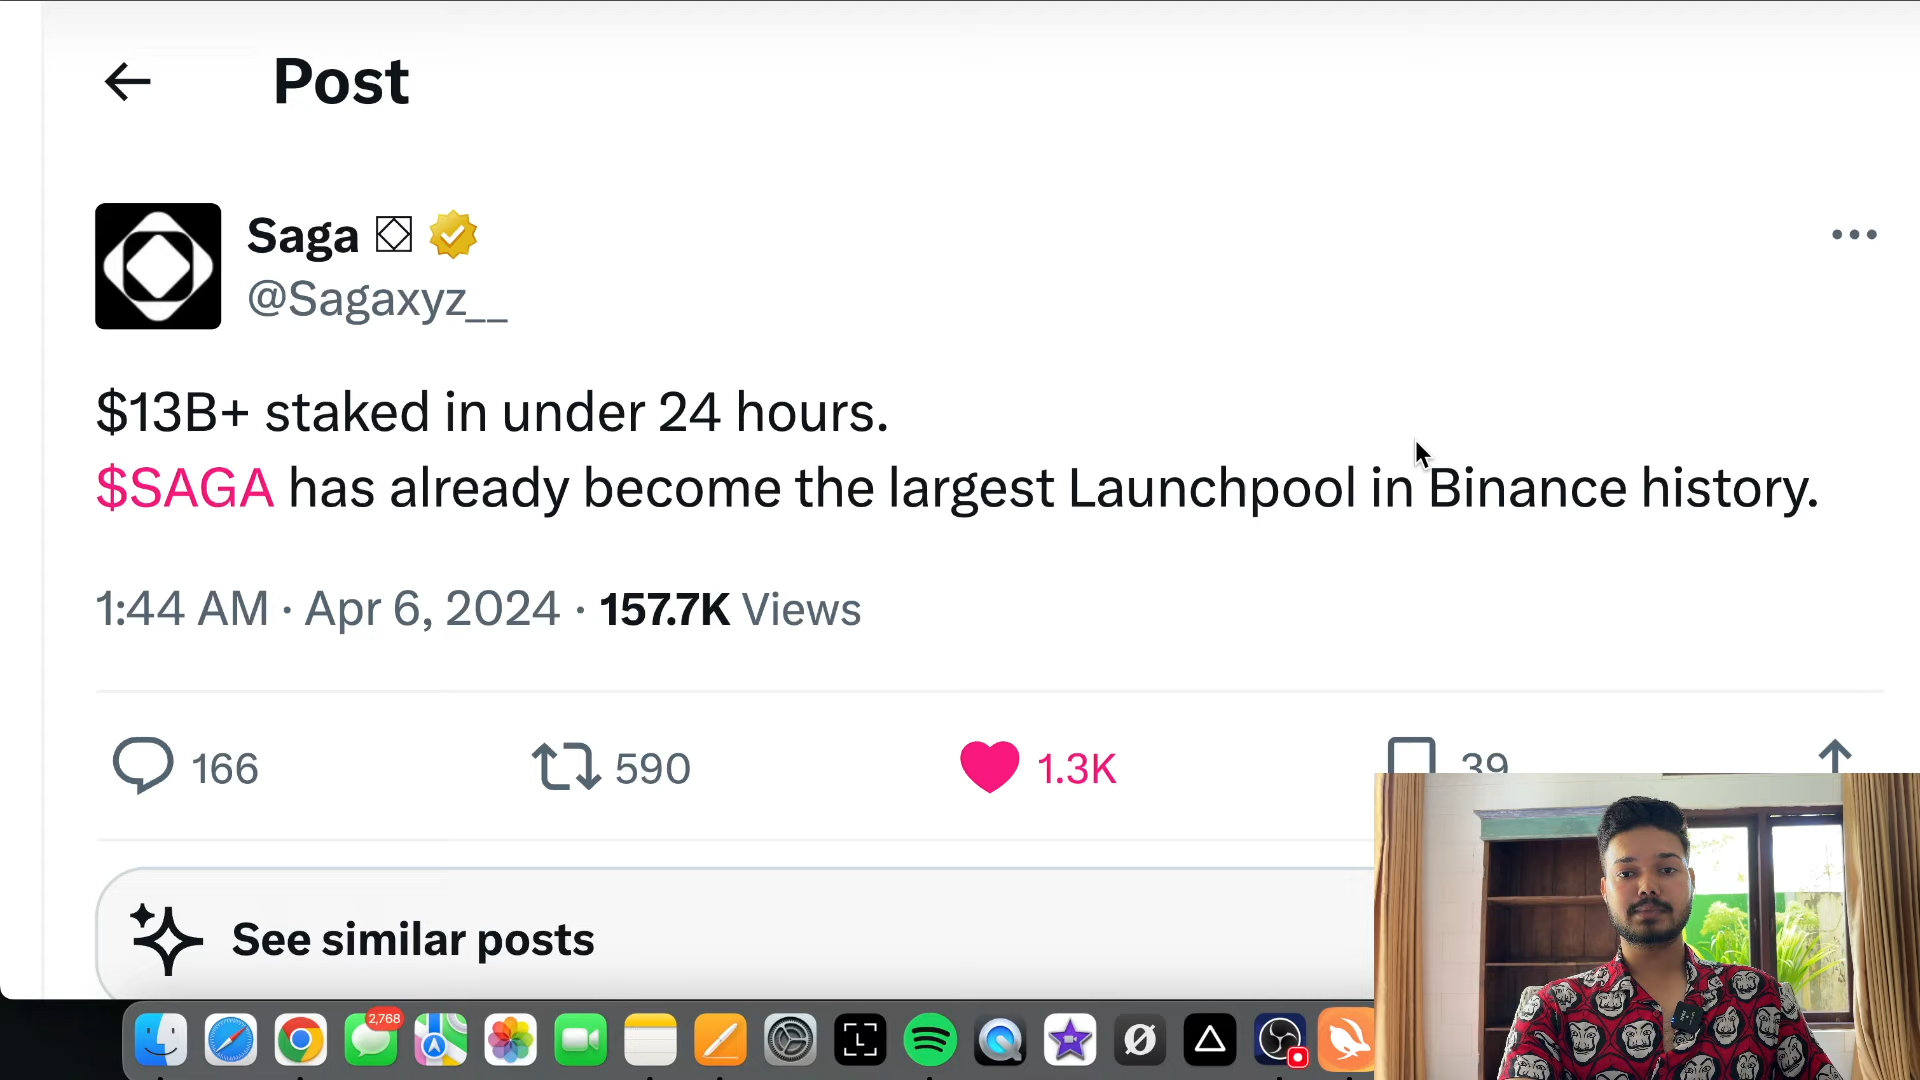 Post
Saga
@Sagaxyz__
$13B+ staked in under 24 hours.
$SAGA has already become the largest Launchpool in Binance history.
1:44 AM · Apr 6, 2024 · 157.7K Views
166 590 1.3K 39
See similar posts
2,768